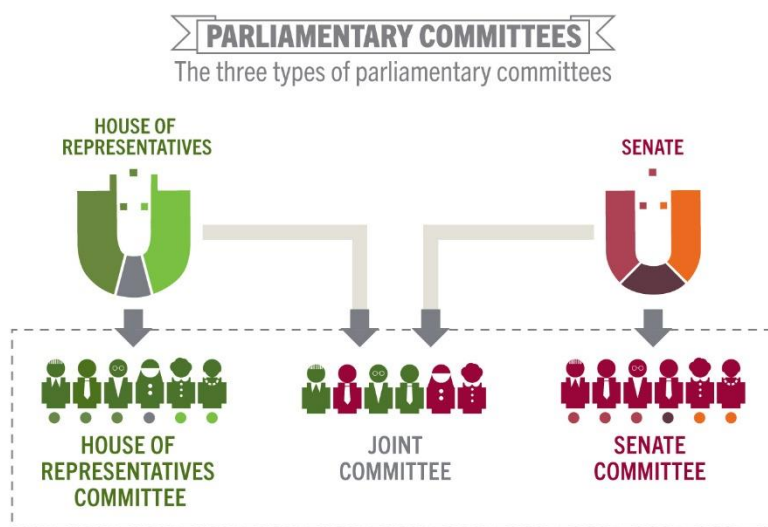 PARLIAMENTARY COMMITTEES
The three types of parliamentary committees
HOUSE OF
REPRESENTATIVES
SENATE
HOUSE OF
REPRESENTATIVES
COMMITTEE
JOINT
COMMITTEE
SENATE
COMMITTEE